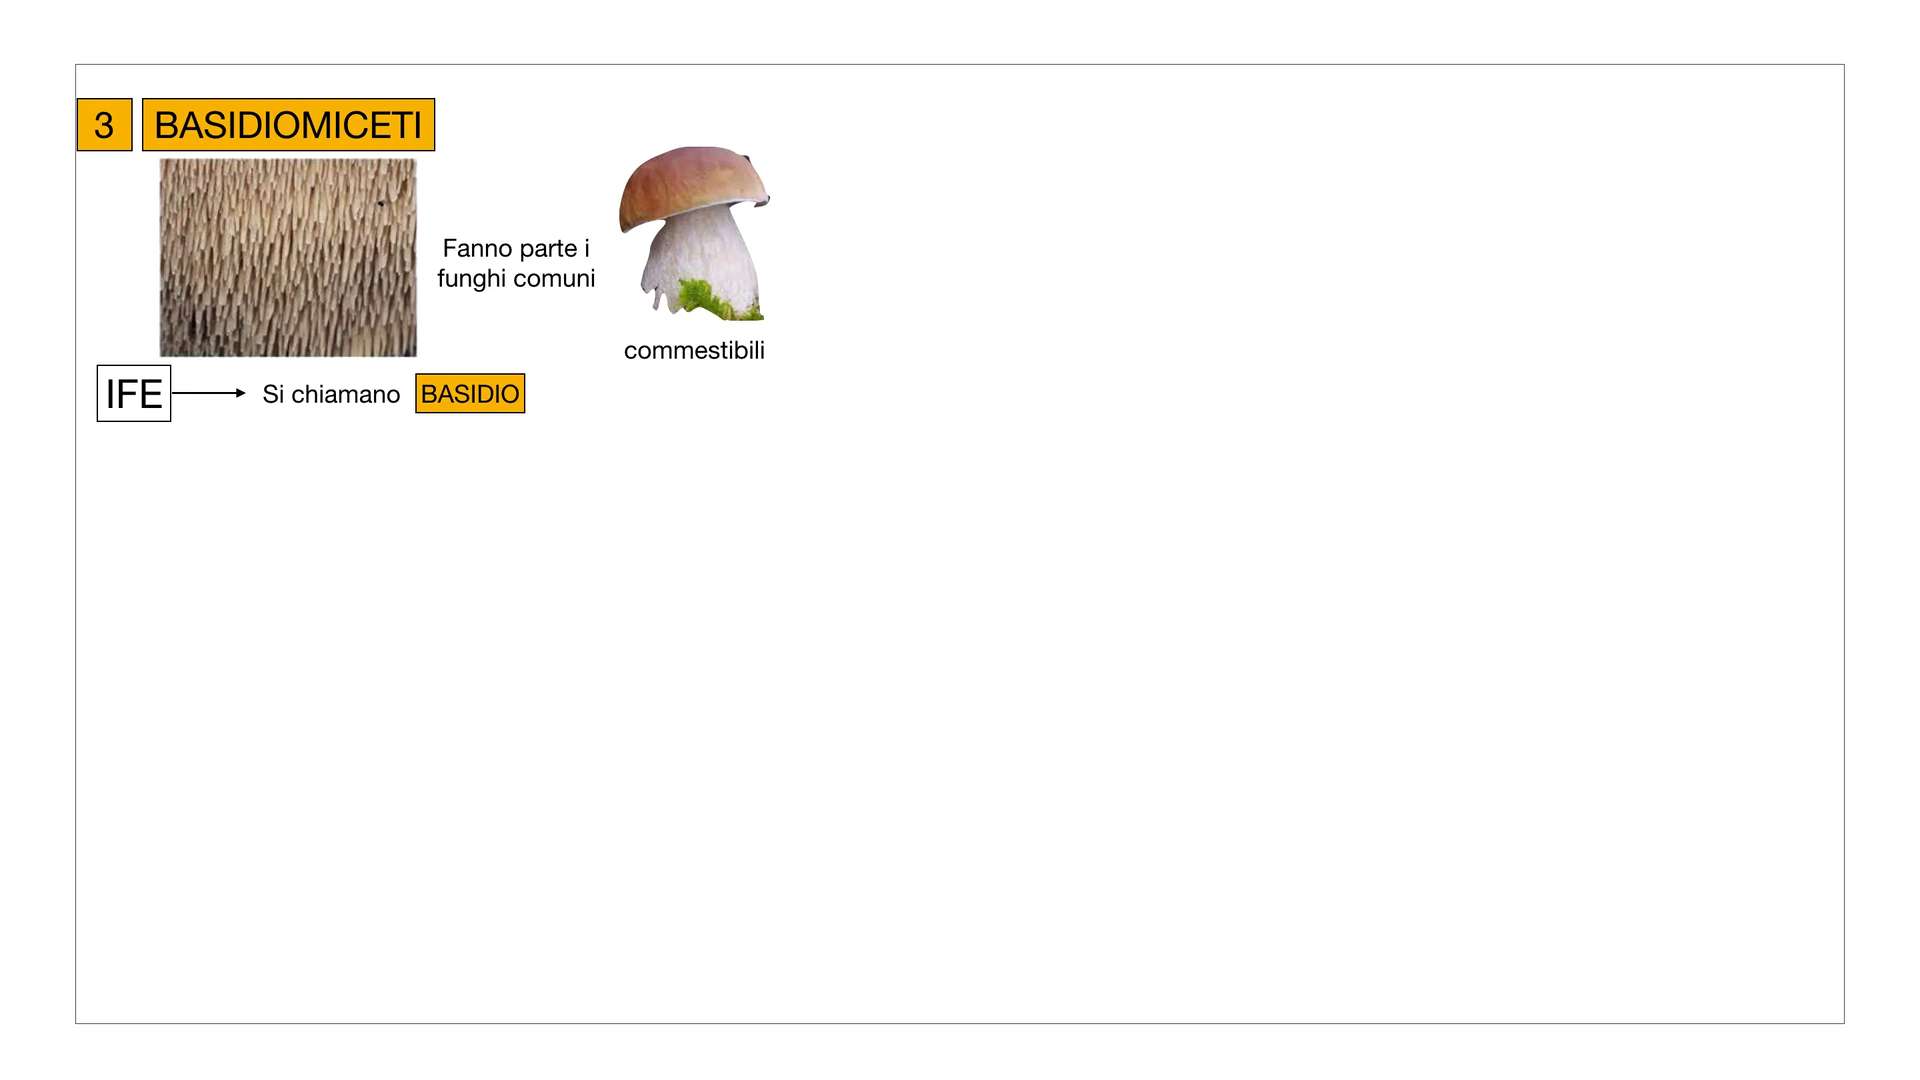 3 BASIDIOMICETI
Fanno parte i
funghi comuni
commestibili
IFE Si chiamano BASIDIO